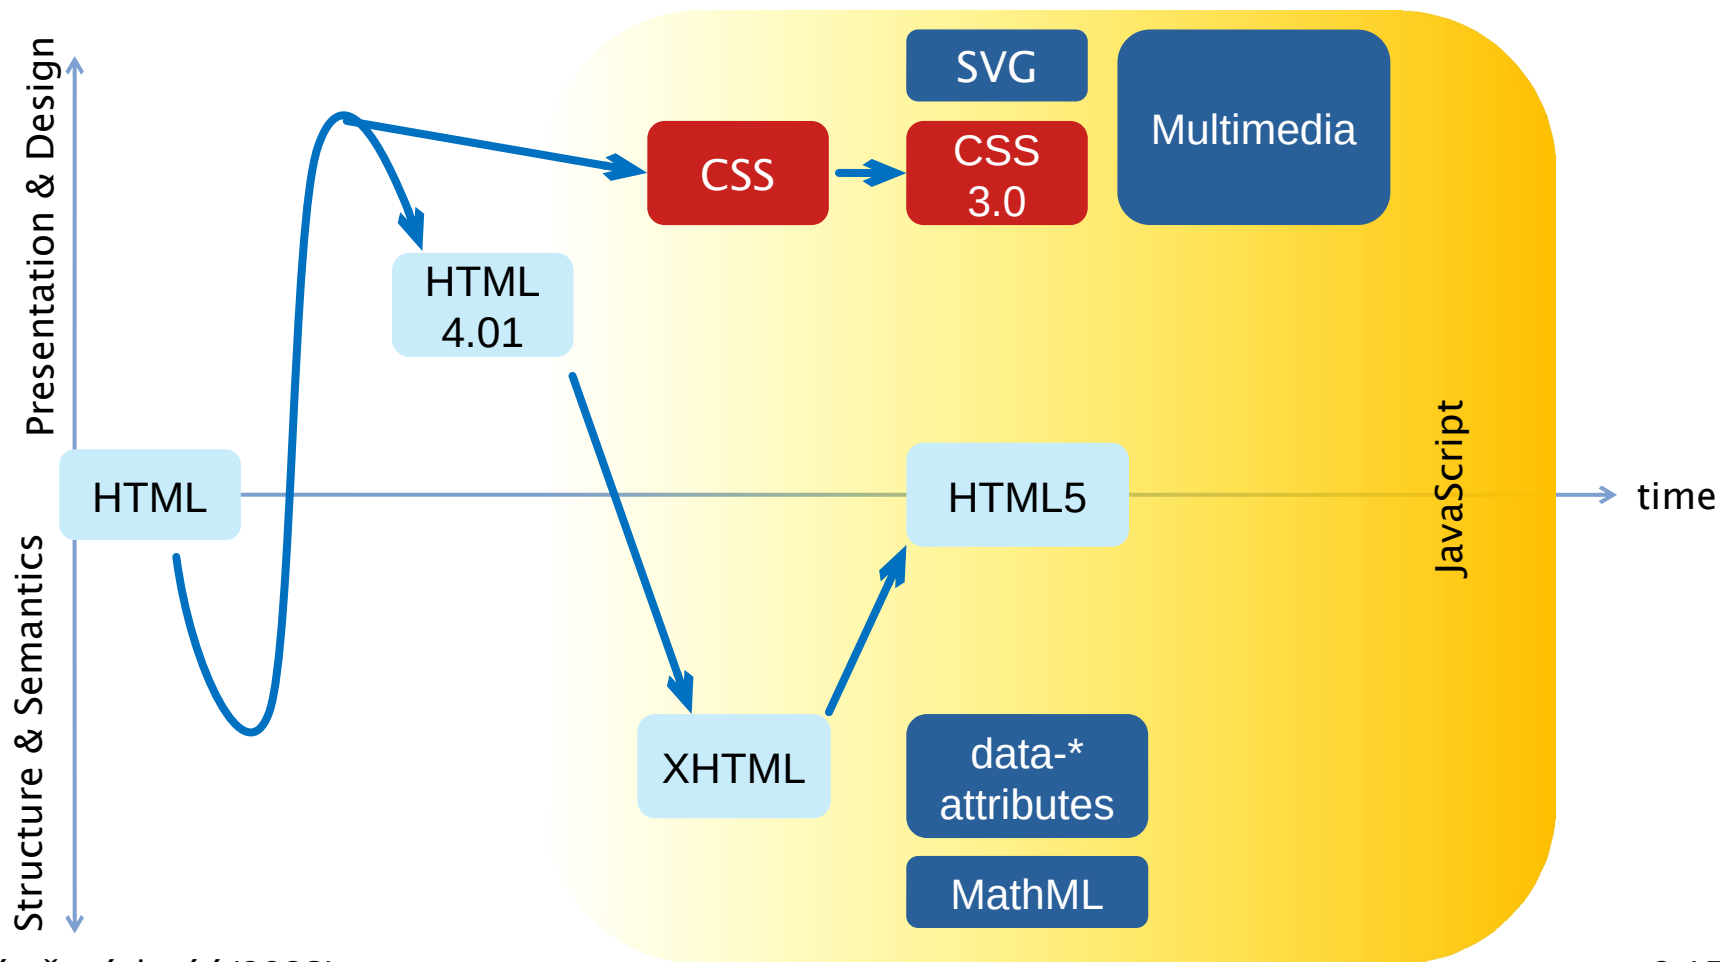 Presentation & Design
Structure & Semantics
SVG
Multimedia
CSS
CSS
3.0
HTML
4.01
HTML
HTML5
time
JavaScript
XHTML
data-*
attributes
MathML